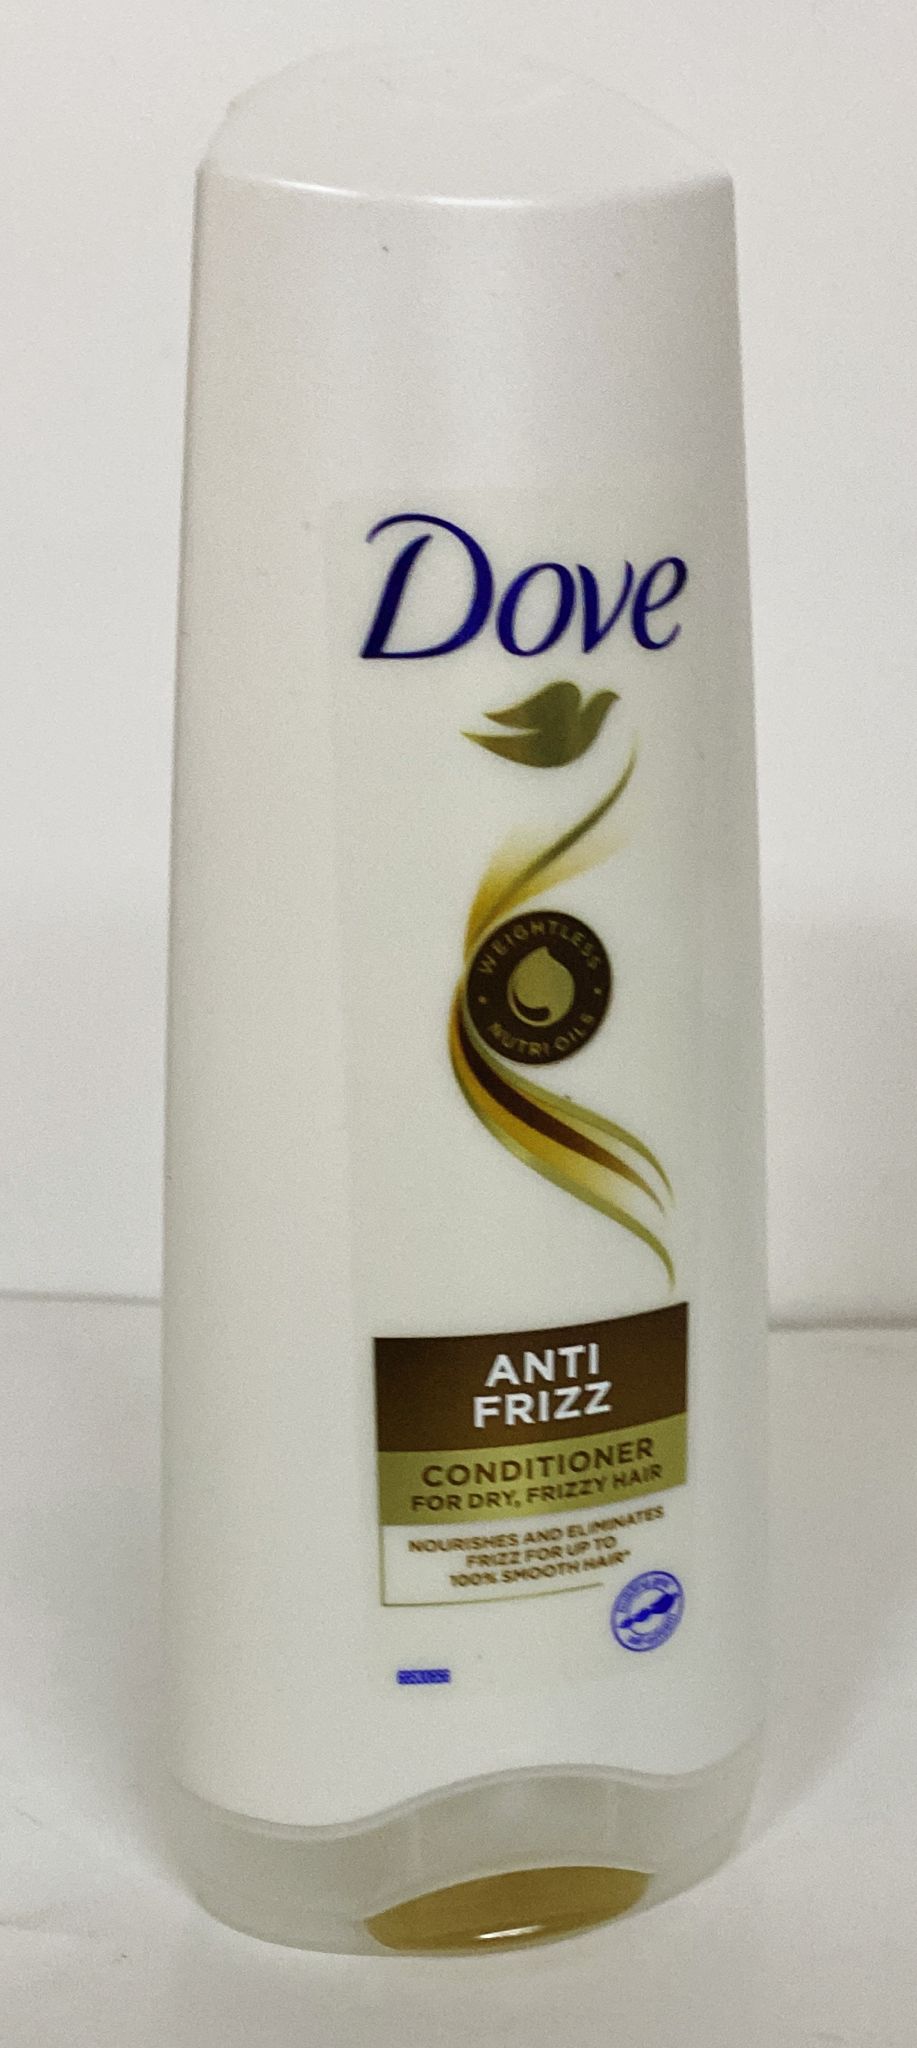 Dove
WEIGHTLESS
NUTRI-OILS
ANTI
FRIZZ
CONDITIONER
FOR DRY, FRIZZY HAIR
NOURISHES AND ELIMINATES
FRIZZ FOR UP TO
100% SMOOTH HAIR*